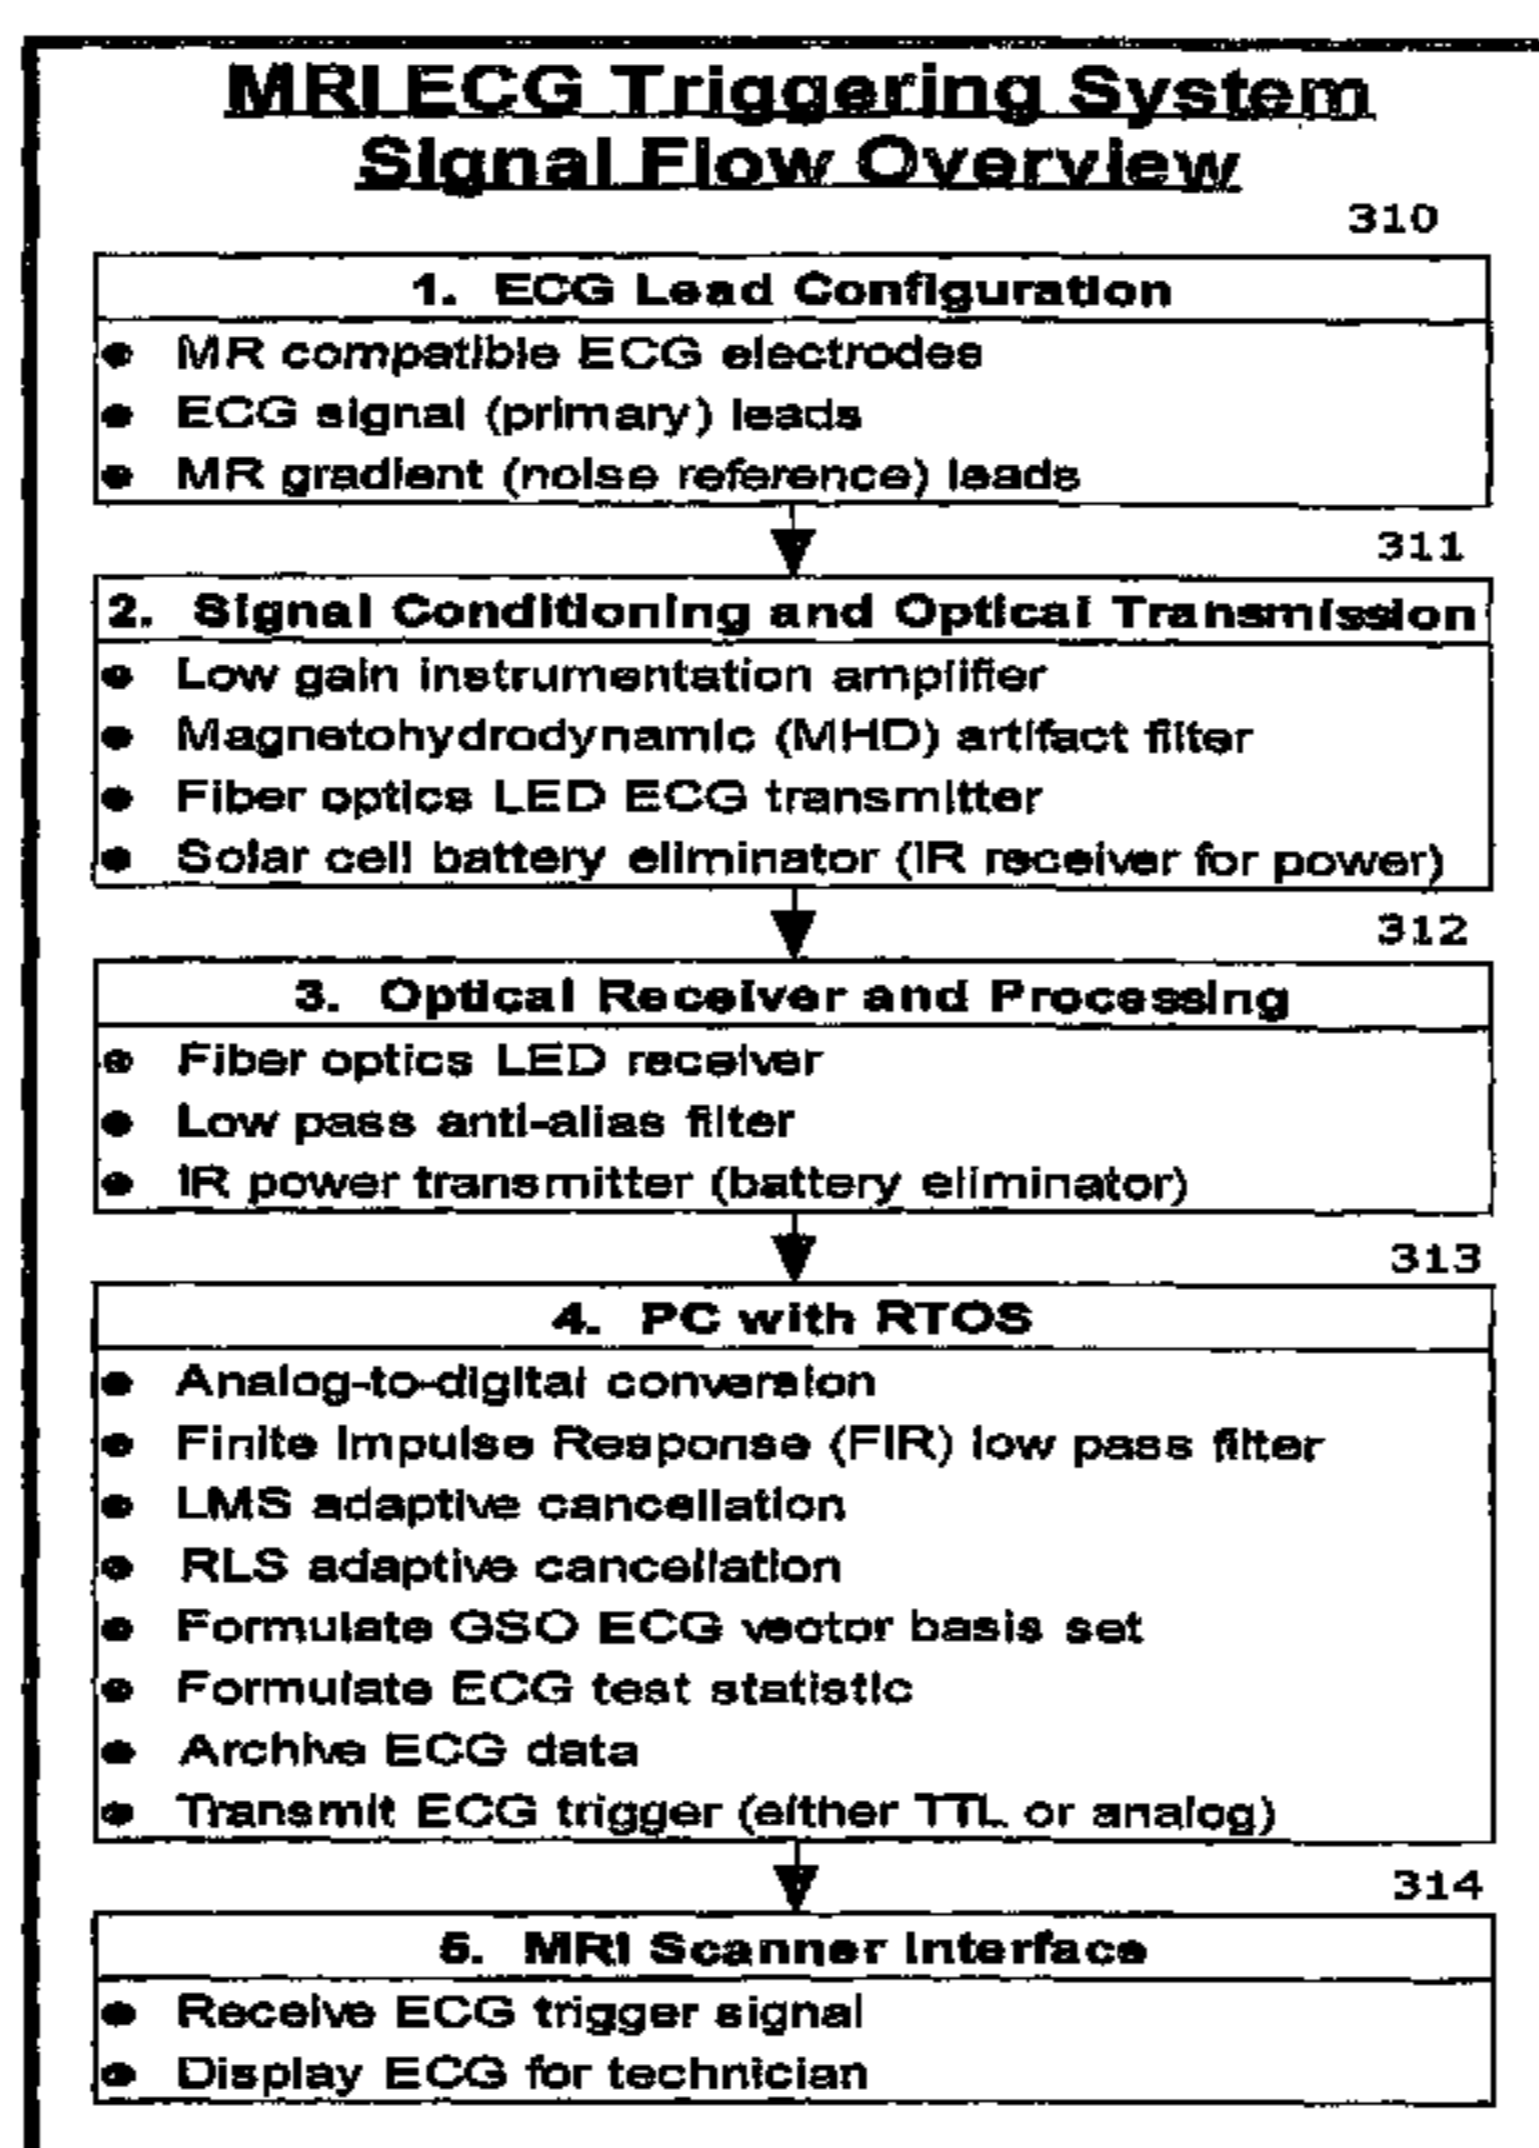 MRI ECG Triggering System
Signal Flow Overview
310
1. ECG Lead Configuration
● MR compatible ECG electrodes
● ECG signal (primary) leads
● MR gradient (noise reference) leads
311
2. Signal Conditioning and Optical Transmission
● Low gain instrumentation amplifier
● Magnetohydrodynamic (MHD) artifact filter
● Fiber optics LED ECG transmitter
● Solar cell battery eliminator (IR receiver for power)
312
3. Optical Receiver and Processing
● Fiber optics LED receiver
● Low pass anti-alias filter
● IR power transmitter (battery eliminator)
313
4. PC with RTOS
● Analog-to-digital conversion
● Finite Impulse Response (FIR) low pass filter
● LMS adaptive cancellation
● RLS adaptive cancellation
● Formulate GSO ECG vector basis set
● Formulate ECG test statistic
● Archive ECG data
● Transmit ECG trigger (either TTL or analog)
314
5. MRI Scanner Interface
● Receive ECG trigger signal
● Display ECG for technician